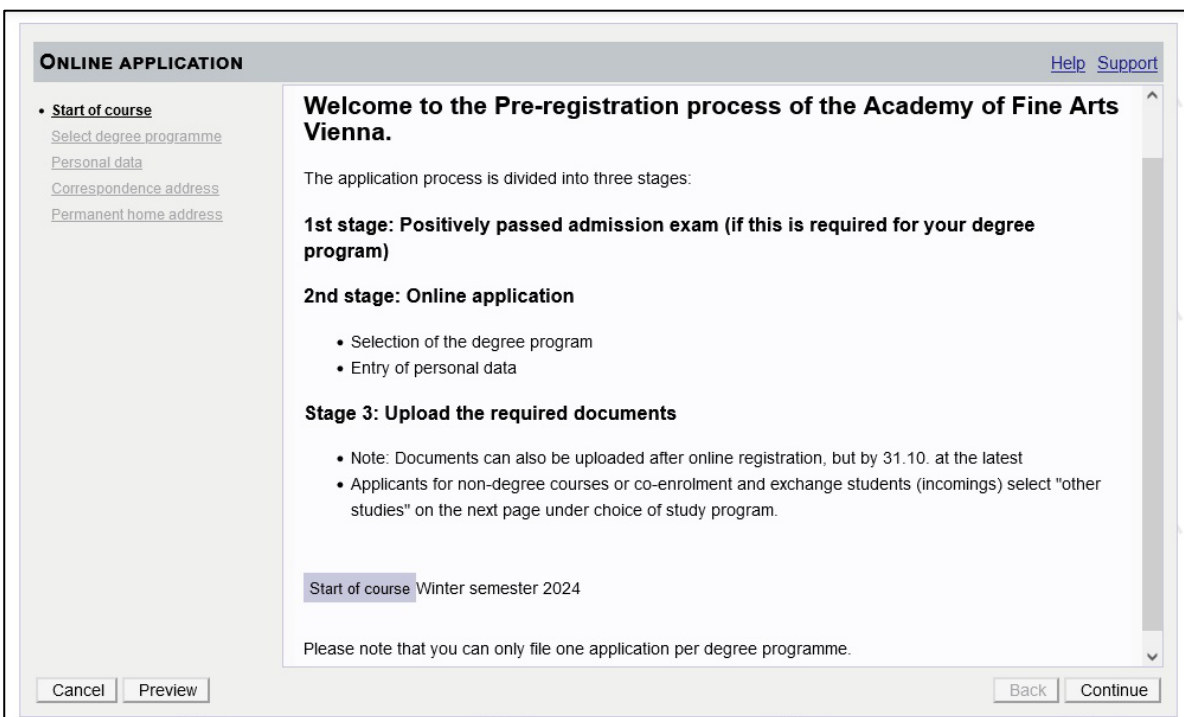 ONLINE APPLICATION
Help Support
• Start of course
Select degree programme
Personal data
Correspondence address
Permanent home address
Welcome to the Pre-registration process of the Academy of Fine Arts
Vienna.
The application process is divided into three stages:
1st stage: Positively passed admission exam (if this is required for your degree
program)
2nd stage: Online application
• Selection of the degree program
• Entry of personal data
Stage 3: Upload the required documents
• Note: Documents can also be uploaded after online registration, but by 31.10. at the latest
• Applicants for non-degree courses or co-enrolment and exchange students (incomings) select "other
studies" on the next page under choice of study program.
Start of course Winter semester 2024
Please note that you can only file one application per degree programme.
Cancel Preview Back Continue